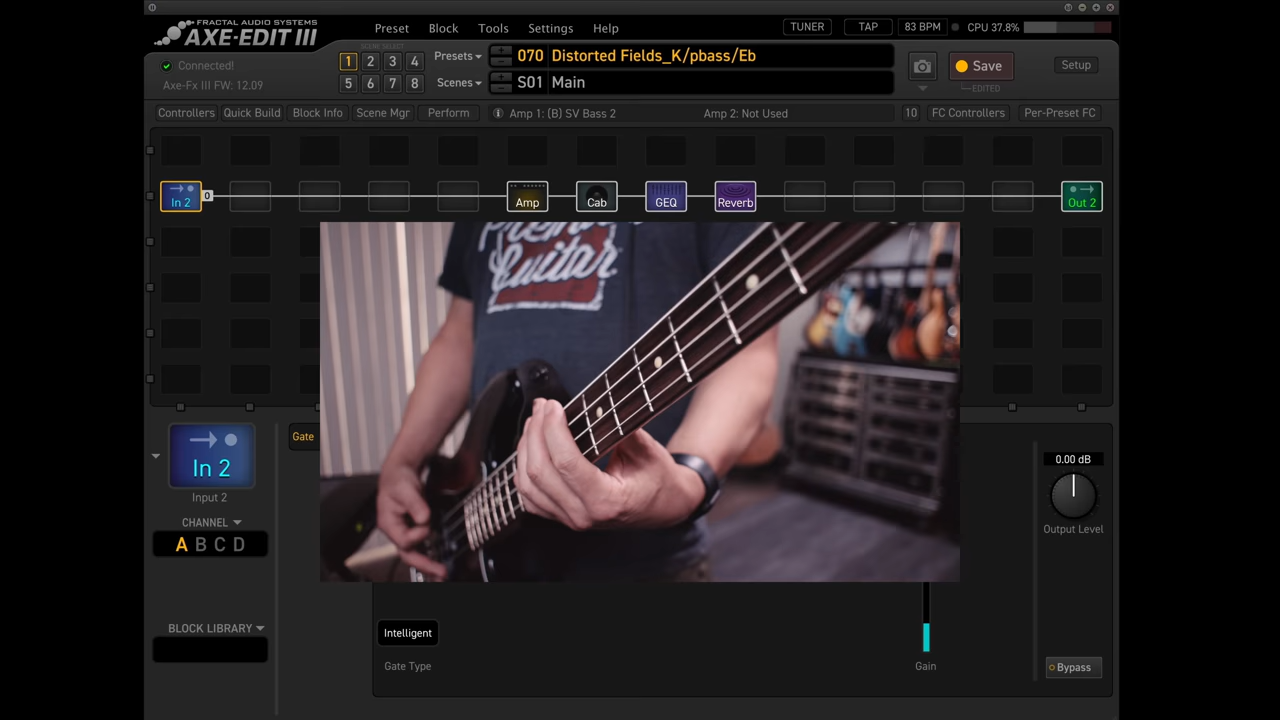 FRACTAL AUDIO SYSTEMS
AXE-EDIT III
Preset Block Tools Settings Help
TUNER TAP 83 BPM CPU 37.8%
Connected!
Axe-Fx III FW: 12.09
SCENE SELECT
1 2 3 4
5 6 7 8
Presets 070 Distorted Fields_K/pbass/Eb
Scenes S01 Main
Save
EDITED
Setup
Controllers Quick Build Block Info Scene Mgr Perform Amp 1: (B) SV Bass 2 Amp 2: Not Used 10 FC Controllers Per-Preset FC
In 2 0 Amp Cab GEQ Reverb Out 2
Premier
Guitar
Gate
In 2
Input 2
CHANNEL
A B C D
BLOCK LIBRARY
0.00 dB
Output Level
Intelligent
Gate Type
Gain
Bypass